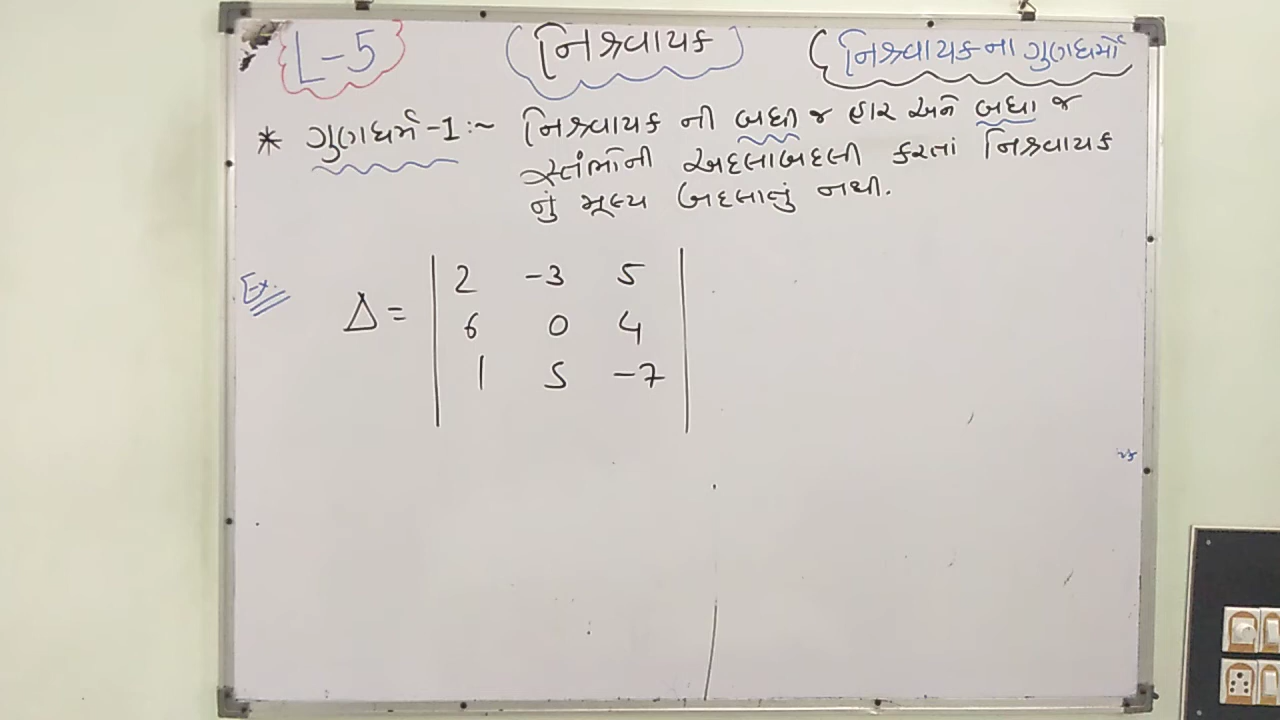 L-5
નિશ્ચાયક
નિશ્ચાયક ના ગુણધર્મો
* ગુણધર્મ -1 :~ નિશ્ચાયક ની બધી જ હાર અને બધા જ
સ્તંભોની અદલાબદલી કરતાં નિશ્ચાયક
નું મૂલ્ય બદલાતું નથી.
Ex.
Δ = | 2 -3 5 |
6 0 4
1 5 -7